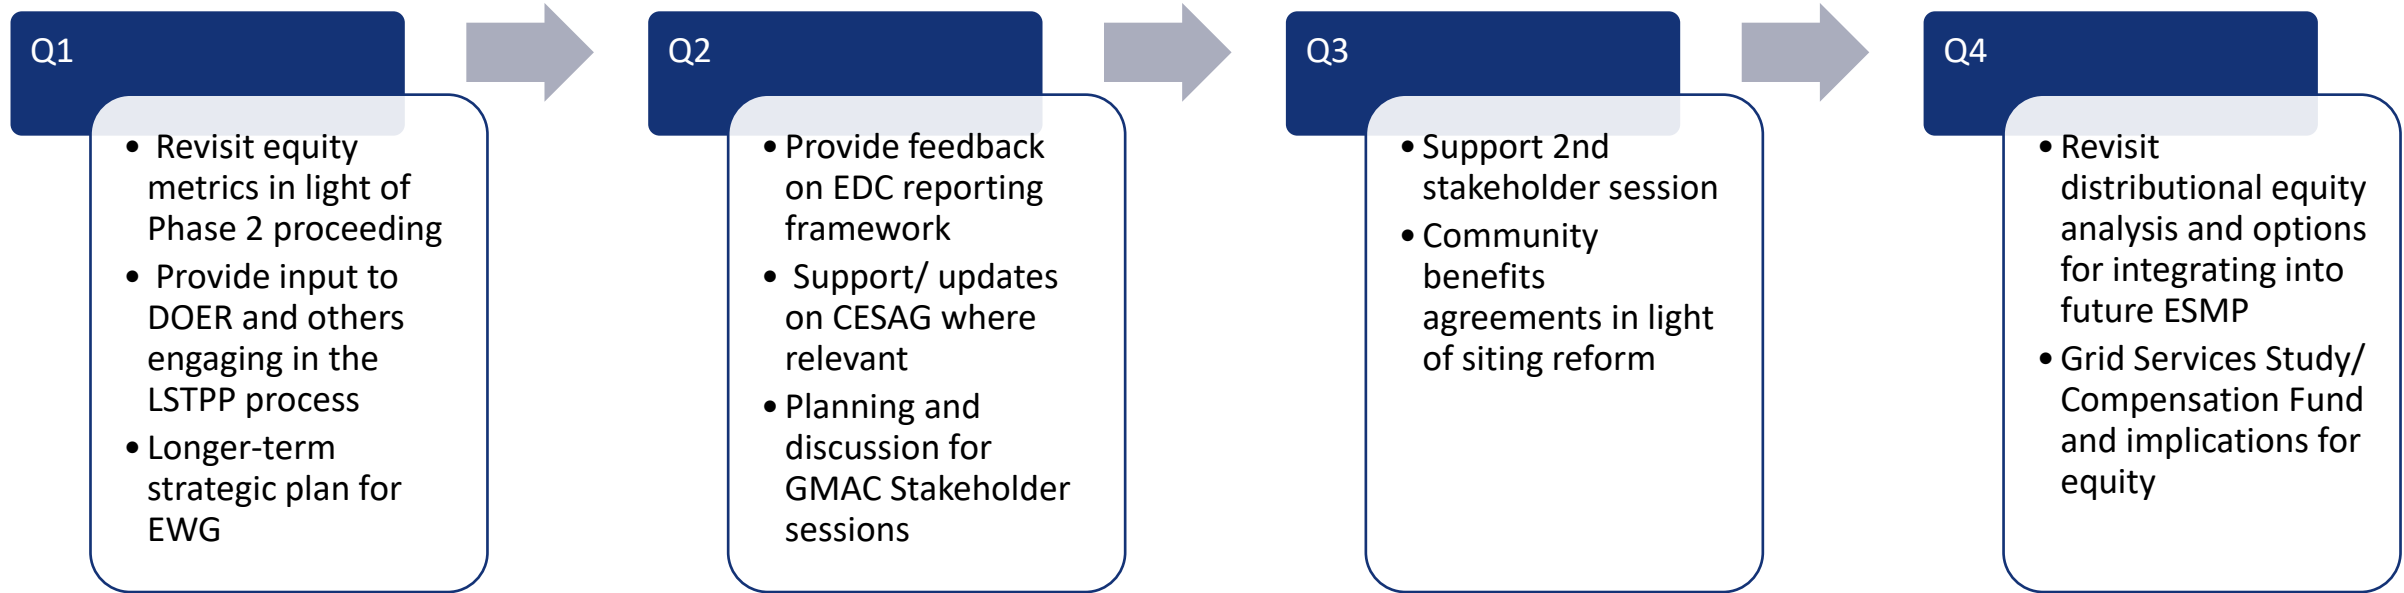 Q1
• Revisit equity
metrics in light of
Phase 2 proceeding
• Provide input to
DOER and others
engaging in the
LSTPP process
• Longer-term
strategic plan for
EWG
Q2
• Provide feedback
on EDC reporting
framework
• Support/ updates
on CESAG where
relevant
• Planning and
discussion for
GMAC Stakeholder
sessions
Q3
• Support 2nd
stakeholder session
• Community
benefits
agreements in light
of siting reform
Q4
• Revisit
distributional equity
analysis and options
for integrating into
future ESMP
• Grid Services Study/
Compensation Fund
and implications for
equity